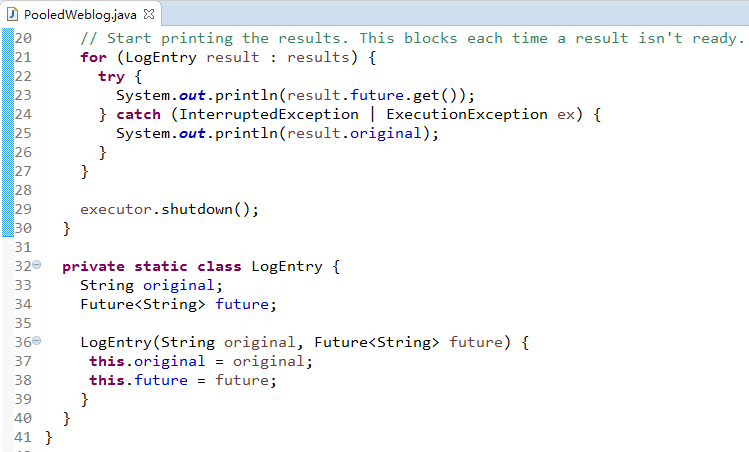 PooledWeblog.java
20 // Start printing the results. This blocks each time a result isn't ready.
21 for (LogEntry result : results) {
22 try {
23 System.out.println(result.future.get());
24 } catch (InterruptedException | ExecutionException ex) {
25 System.out.println(result.original);
26 }
27 }
28
29 executor.shutdown();
30 }
31
32 private static class LogEntry {
33 String original;
34 Future<String> future;
35
36 LogEntry(String original, Future<String> future) {
37 this.original = original;
38 this.future = future;
39 }
40 }
41 }